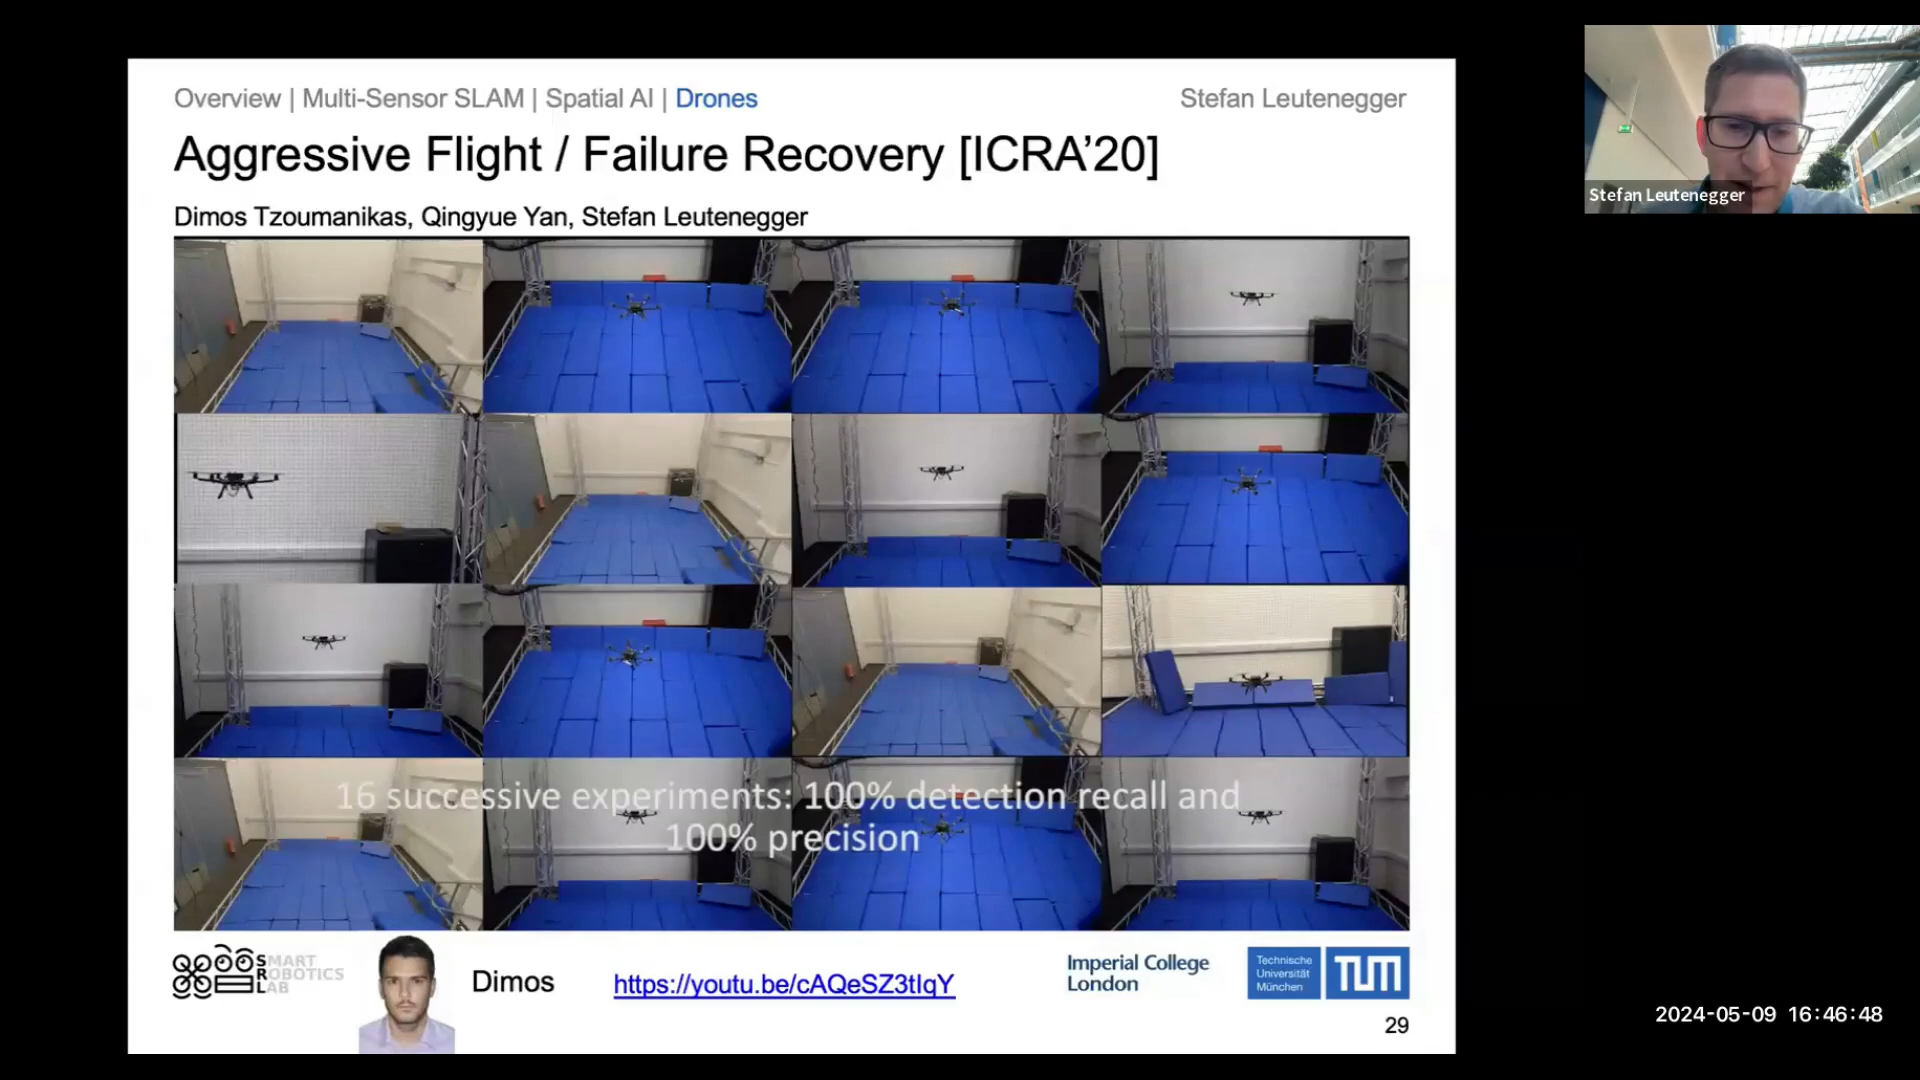 Overview | Multi-Sensor SLAM | Spatial AI | Drones
Stefan Leutenegger
Aggressive Flight / Failure Recovery [ICRA'20]
Dimos Tzoumanikas, Qingyue Yan, Stefan Leutenegger
16 successive experiments: 100% detection recall and
100% precision
SMART
ROBOTICS
LAB
Dimos
https://youtu.be/cAQeSZ3tIqY
Imperial College
London
Technische
Universität
München
TUM
29
Stefan Leutenegger
2024-05-09 16:46:48